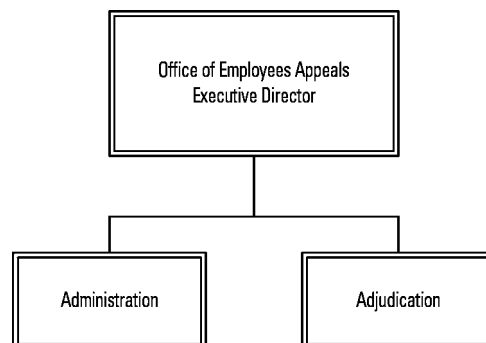 Office of Employees Appeals
Executive Director
Administration
Adjudication